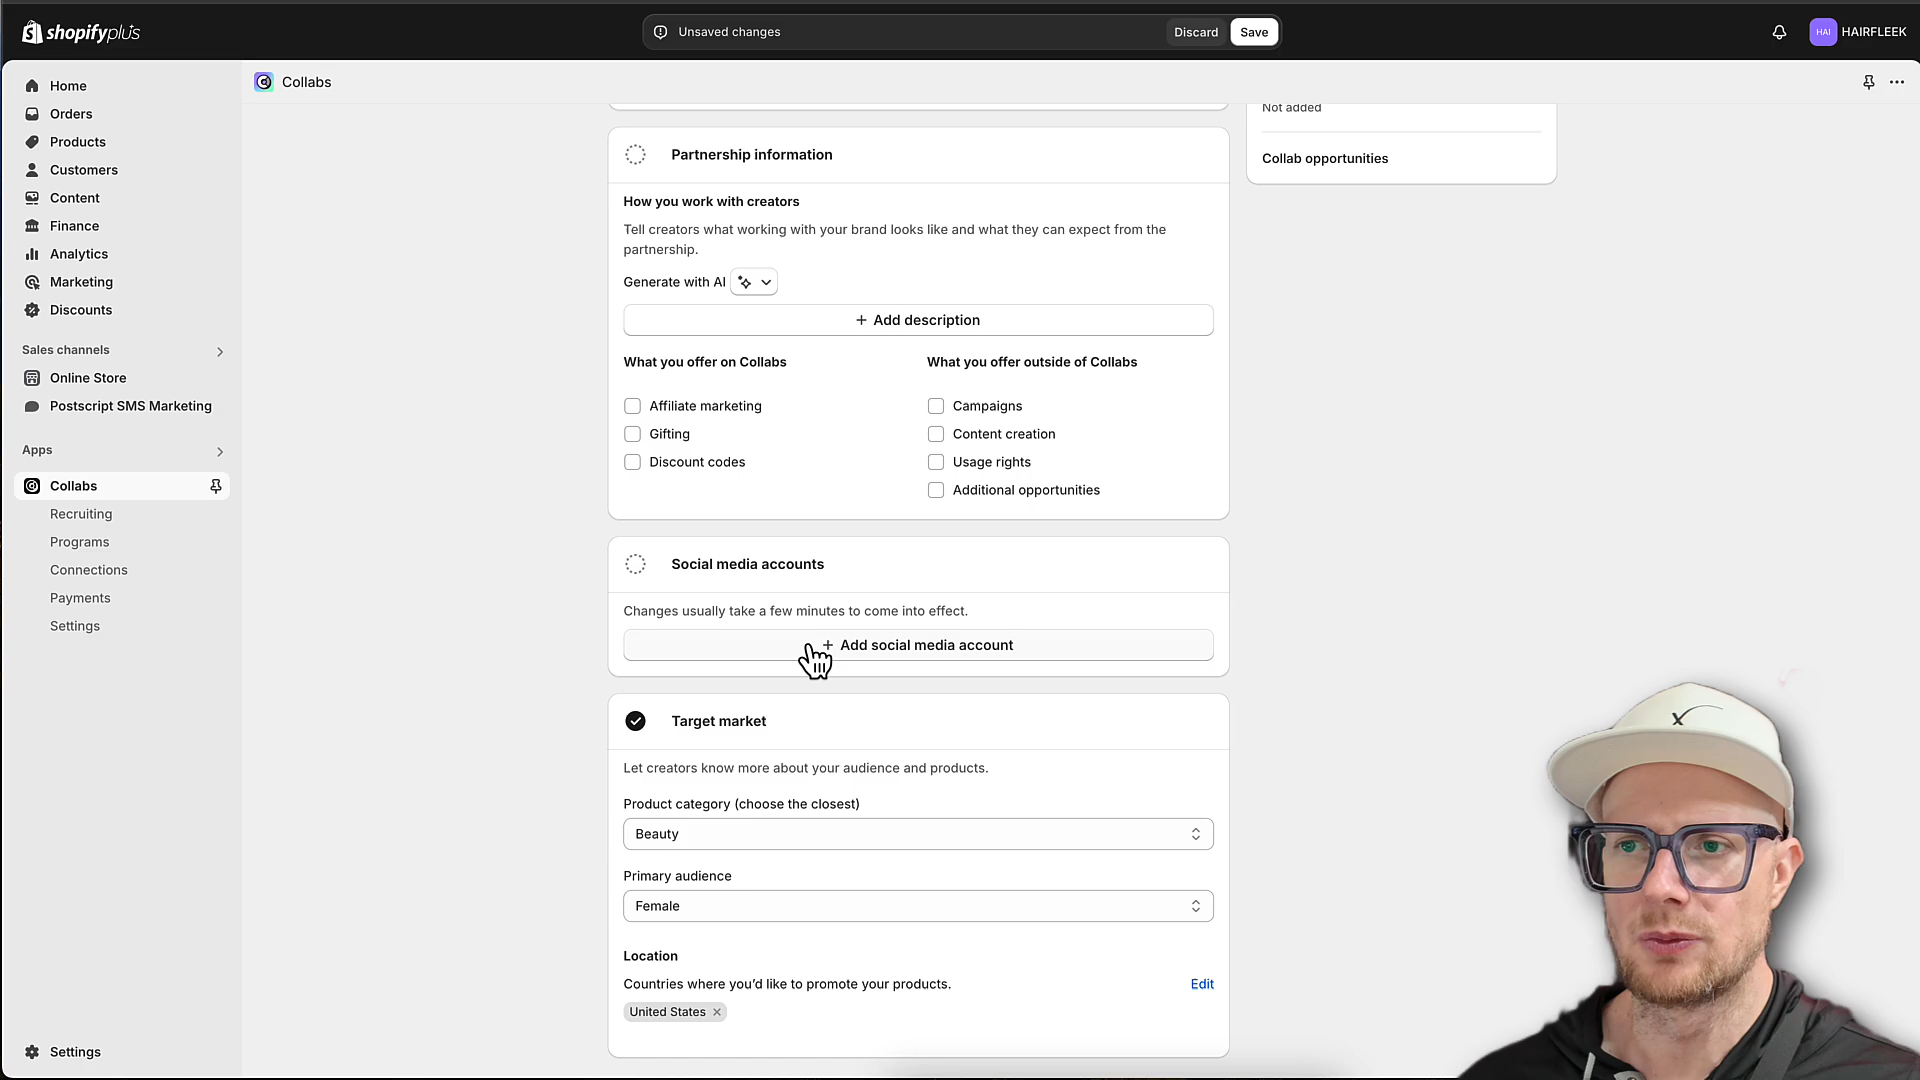 shopifyplus
Unsaved changes
Discard
Save
HAI
HAIRFLEEK
Home
Orders
Products
Customers
Content
Finance
Analytics
Marketing
Discounts
Sales channels
Online Store
Postscript SMS Marketing
Apps
Collabs
Recruiting
Programs
Connections
Payments
Settings
Settings
Collabs
Partnership information
How you work with creators
Tell creators what working with your brand looks like and what they can expect from the
partnership.
Generate with AI
+ Add description
What you offer on Collabs
Affiliate marketing
Gifting
Discount codes
What you offer outside of Collabs
Campaigns
Content creation
Usage rights
Additional opportunities
Social media accounts
Changes usually take a few minutes to come into effect.
+ Add social media account
Target market
Let creators know more about your audience and products.
Product category (choose the closest)
Beauty
Primary audience
Female
Location
Countries where you’d like to promote your products.
Edit
United States
Not added
Collab opportunities
X